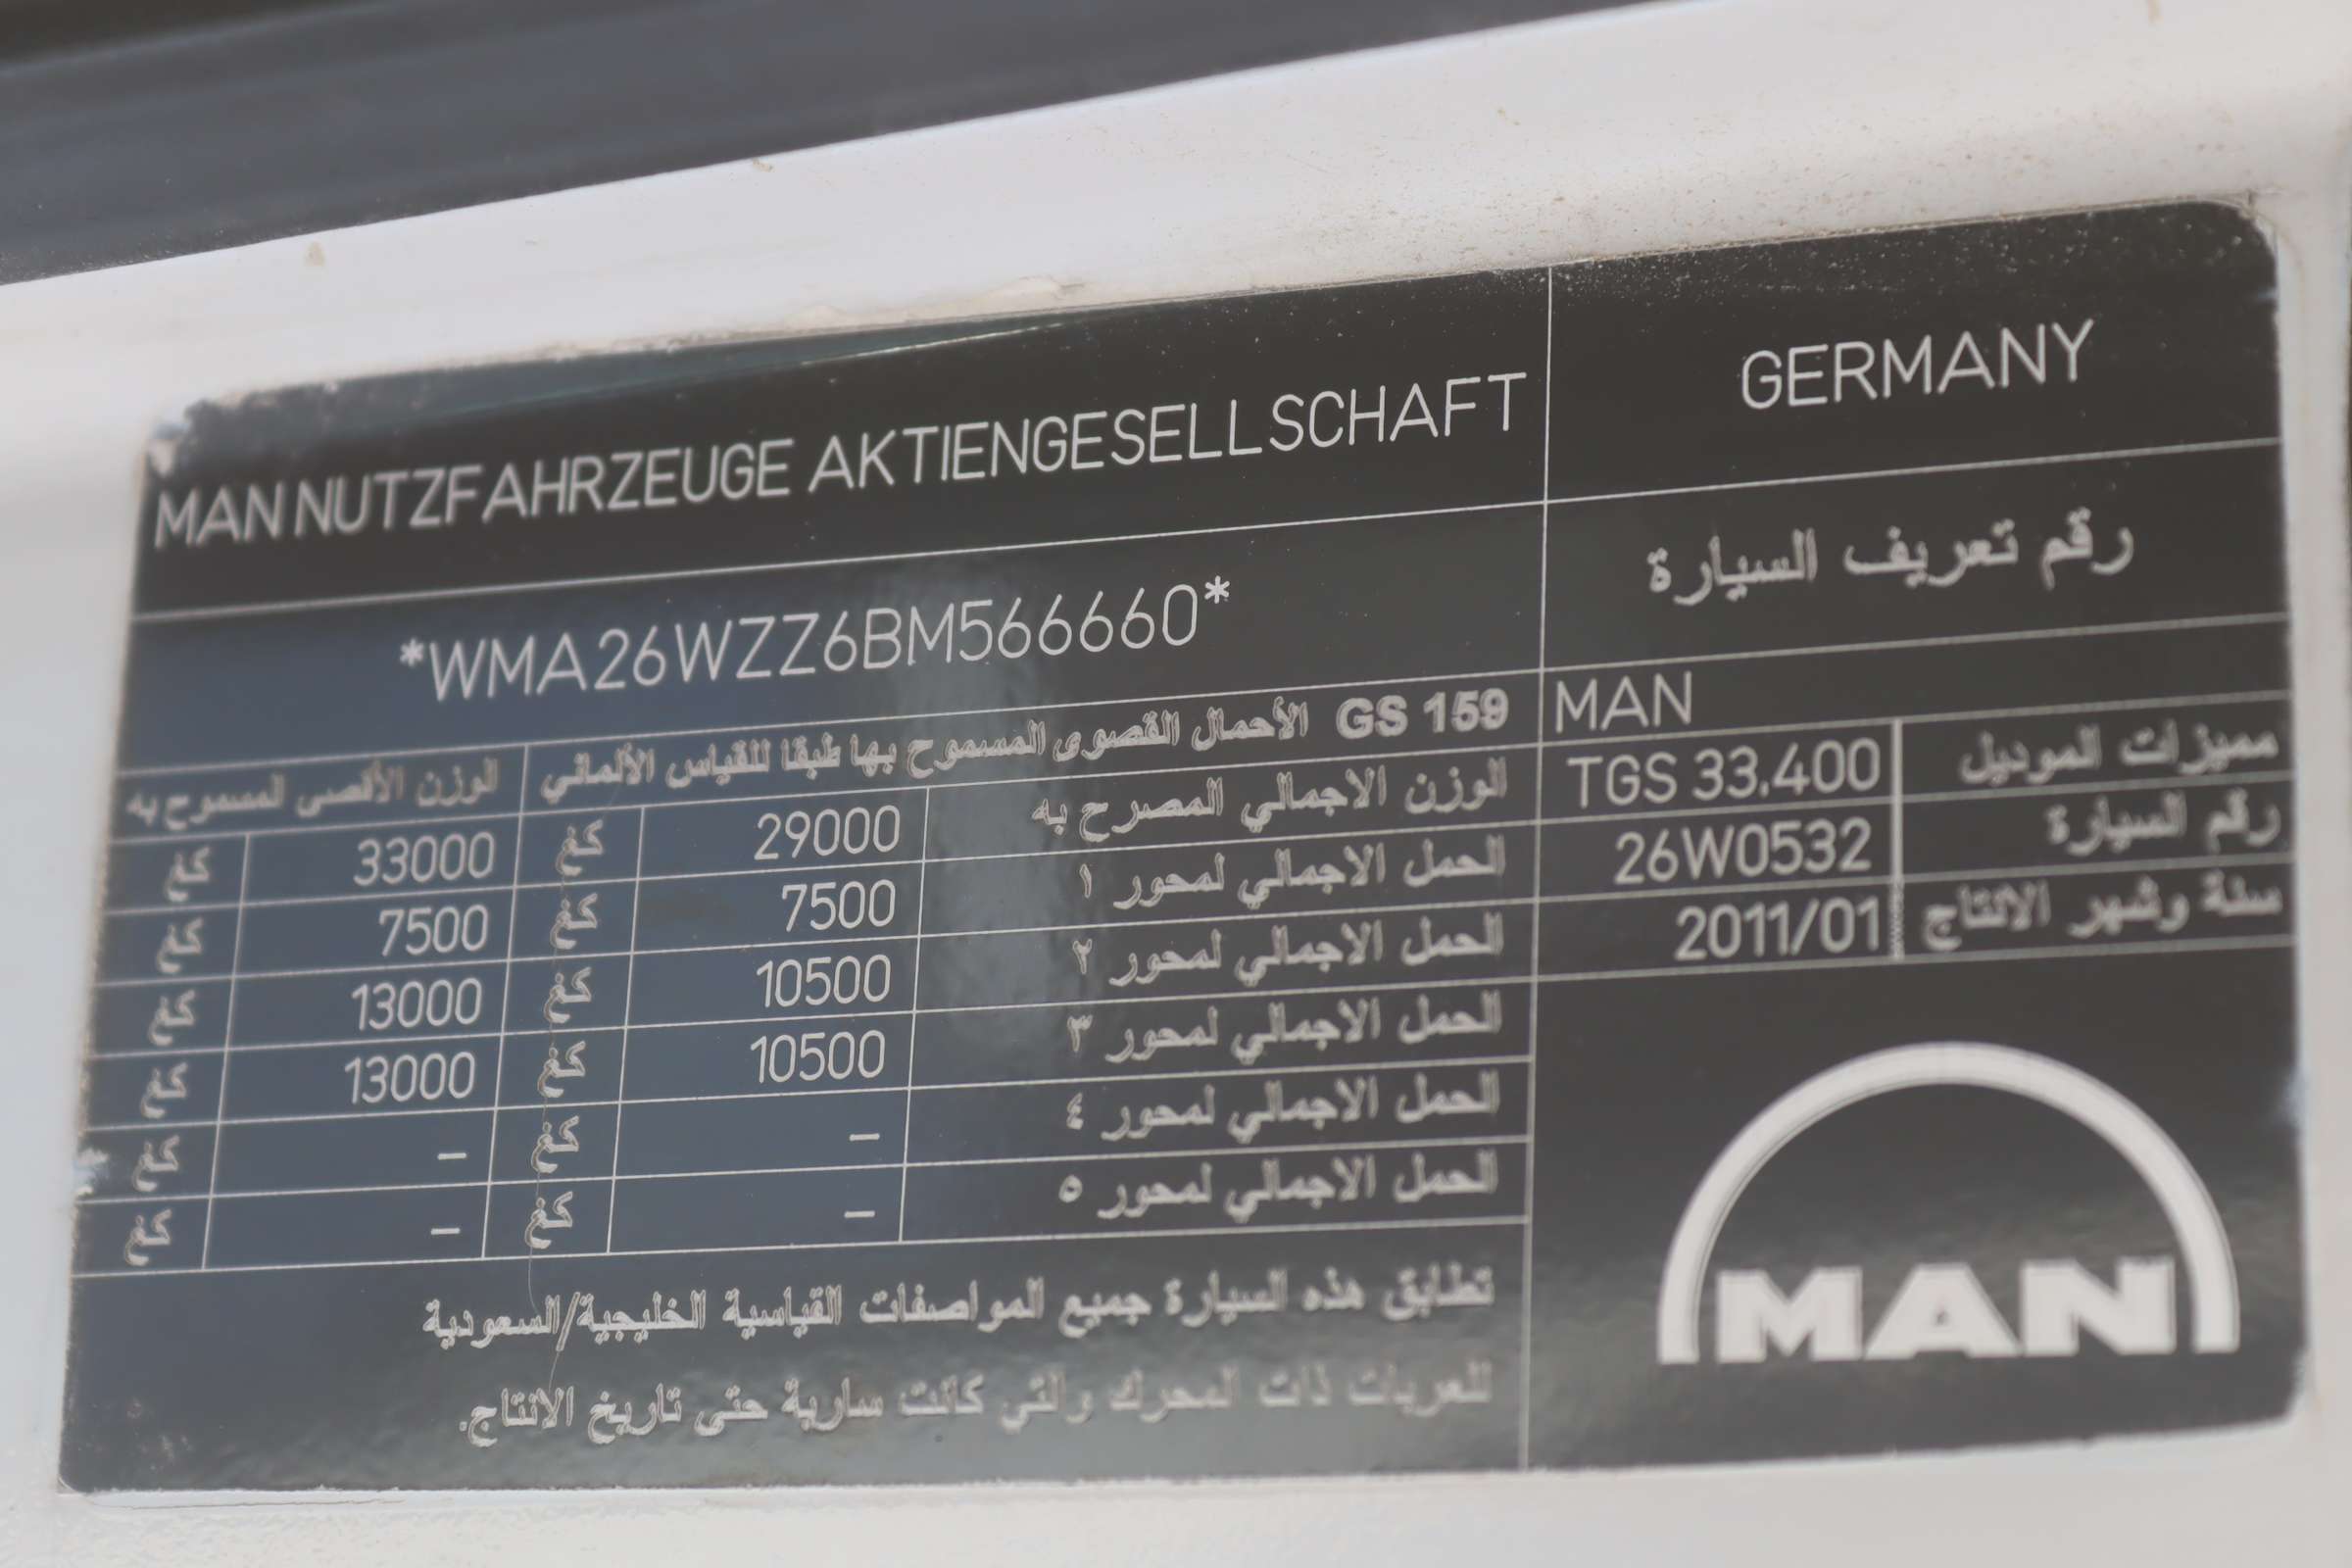 MAN NUTZFAHRZEUGE AKTIENGESELLSCHAFT
GERMANY
*WMA26WZZ6BM566660*
رقم تعريف السيارة
MAN
مميزات الموديل TGS 33.400
رقم السيارة 26W0532
سنة وشهر الانتاج 2011/01
GS 159 الأحمال القصوى المسموح بها طبقا للقياس الألماني
الوزن الأقصى المسموح به
الوزن الاجمالي المصرح به 29000 كغ 33000 كغ
الحمل الاجمالي لمحور ١ 7500 كغ 7500 كغ
الحمل الاجمالي لمحور ٢ 10500 كغ 13000 كغ
الحمل الاجمالي لمحور ٣ 10500 كغ 13000 كغ
الحمل الاجمالي لمحور ٤ – كغ – كغ
الحمل الاجمالي لمحور ٥ – كغ – كغ
تطابق هذه السيارة جميع المواصفات القياسية الخليجية/السعودية
للعربات ذات المحرك والتي كانت سارية حتى تاريخ الانتاج.
MAN